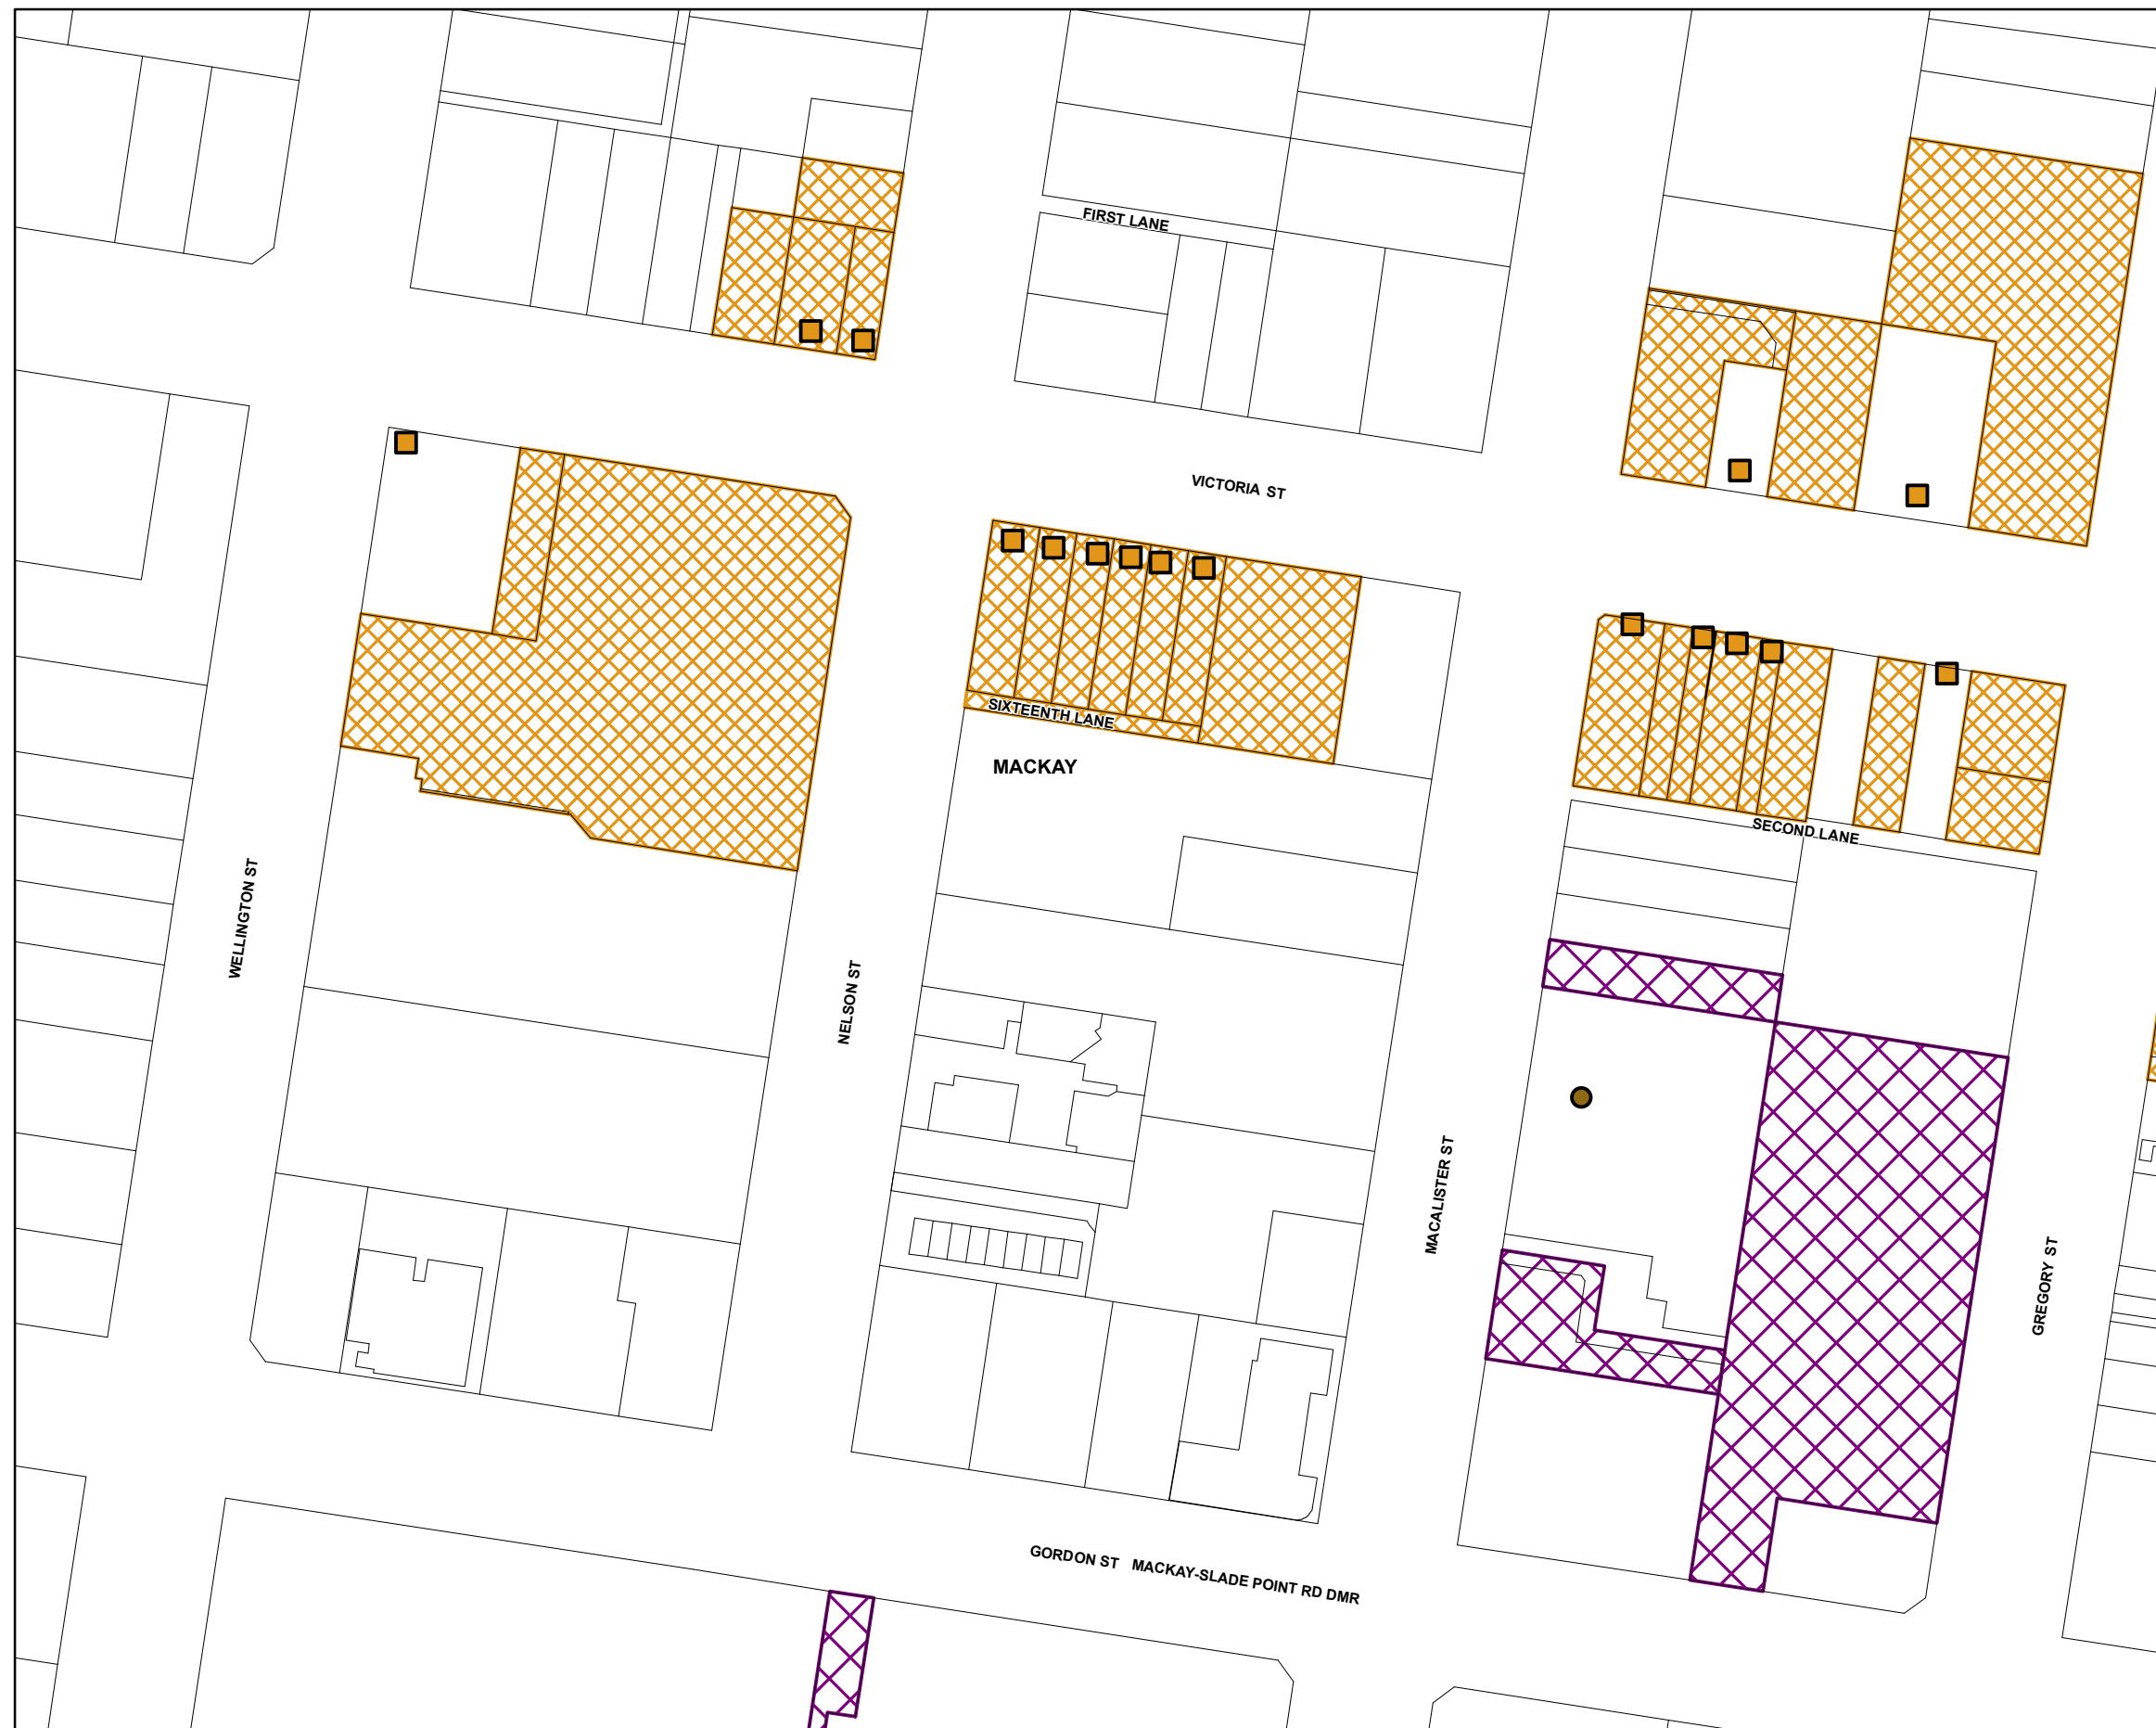 FIRST LANE
VICTORIA ST
SIXTEENTH LANE
MACKAY
SECOND LANE
WELLINGTON ST
NELSON ST
MACALISTER ST
GREGORY ST
GORDON ST MACKAY-SLADE POINT RD DMR